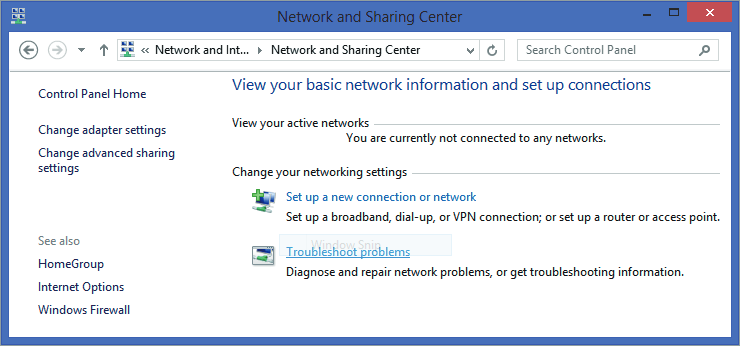 Network and Sharing Center
« Network and Int... Network and Sharing Center
Search Control Panel
Control Panel Home
Change adapter settings
Change advanced sharing
settings
See also
HomeGroup
Internet Options
Windows Firewall
View your basic network information and set up connections
View your active networks
You are currently not connected to any networks.
Change your networking settings
Set up a new connection or network
Set up a broadband, dial-up, or VPN connection; or set up a router or access point.
Window Snip
Troubleshoot problems
Diagnose and repair network problems, or get troubleshooting information.